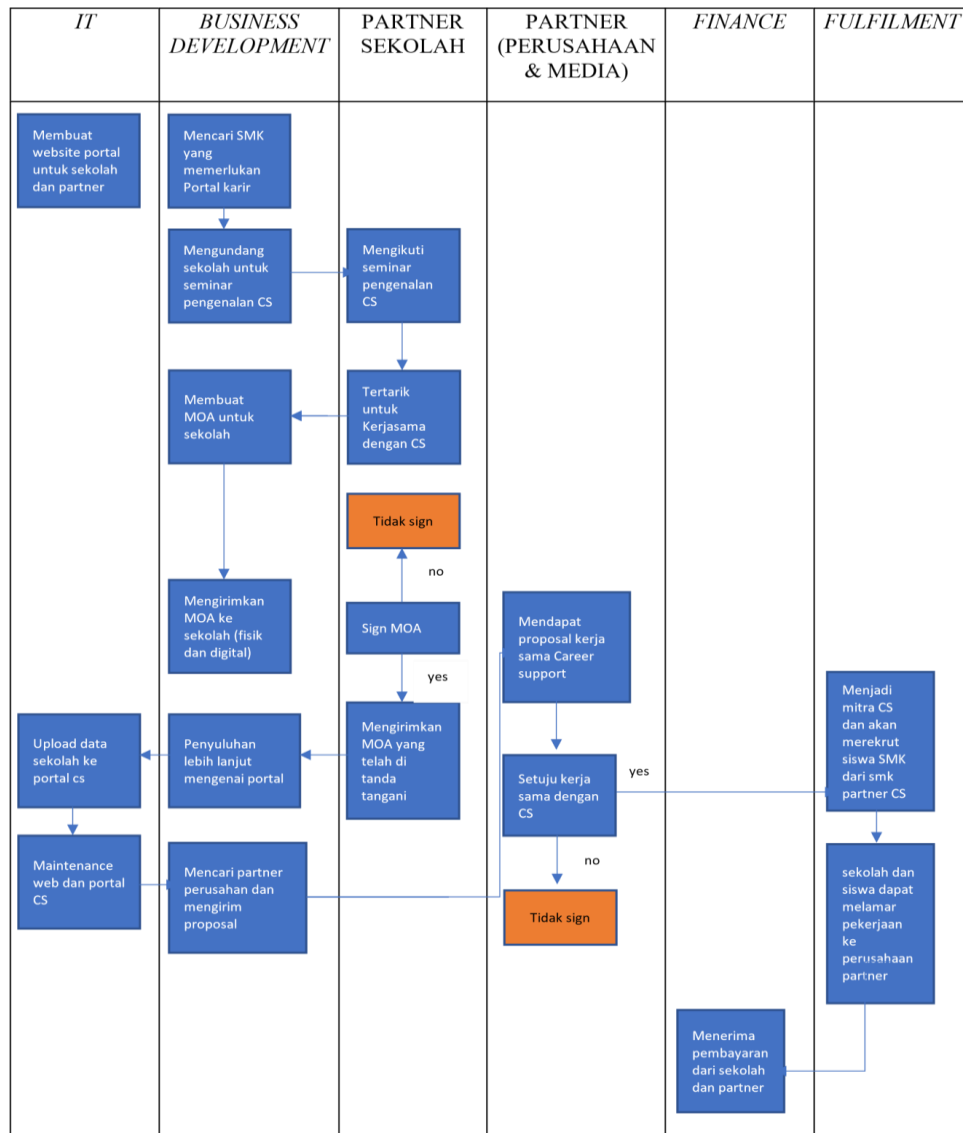 IT
BUSINESS
DEVELOPMENT
PARTNER
SEKOLAH
PARTNER
(PERUSAHAAN
& MEDIA)
FINANCE
FULFILMENT
Membuat
website portal
untuk sekolah
dan partner
Mencari SMK
yang
memerlukan
Portal karir
Mengundang
sekolah untuk
seminar
pengenalan CS
Mengikuti
seminar
pengenalan
CS
Membuat
MOA untuk
sekolah
Tertarik
untuk
Kerjasama
dengan CS
Tidak sign
no
Mengirimkan
MOA ke
sekolah (fisik
dan digital)
Sign MOA
yes
Mendapat
proposal kerja
sama Career
support
Menjadi
mitra CS
dan akan
merekrut
siswa SMK
dari smk
partner CS
Upload data
sekolah ke
portal cs
Penyuluhan
lebih lanjut
mengenai portal
Mengirimkan
MOA yang
telah di
tanda
tangani
Setuju kerja
sama dengan
CS
yes
no
Maintenance
web dan portal
CS
Mencari partner
perusahan dan
mengirim
proposal
Tidak sign
sekolah dan
siswa dapat
melamar
pekerjaan
ke
perusahaan
partner
Menerima
pembayaran
dari sekolah
dan partner